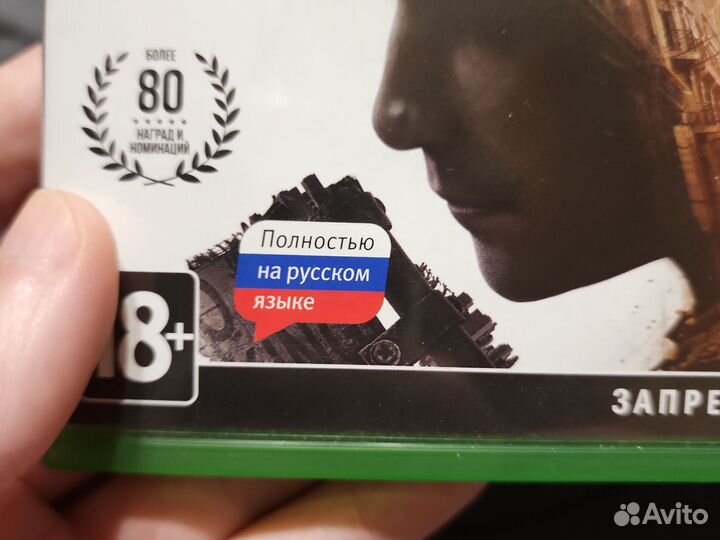 БОЛЕЕ
80
НАГРАД И
НОМИНАЦИЙ
Полностью
на русском
языке
18+
ЗАПРЕ
Avito